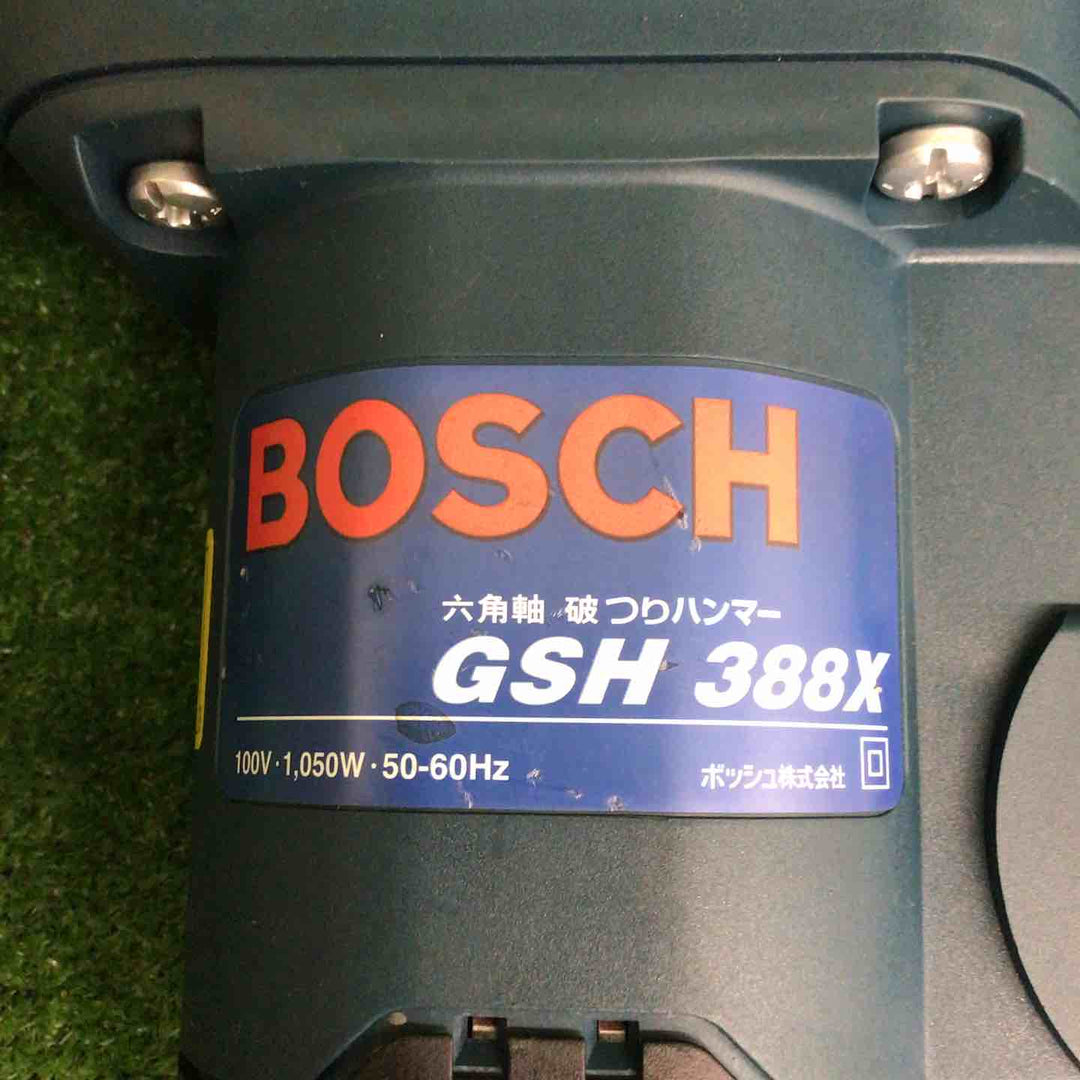 BOSCH
六角軸 破つりハンマー
GSH 388X
100V・1,050W・50-60Hz
ボッシュ株式会社